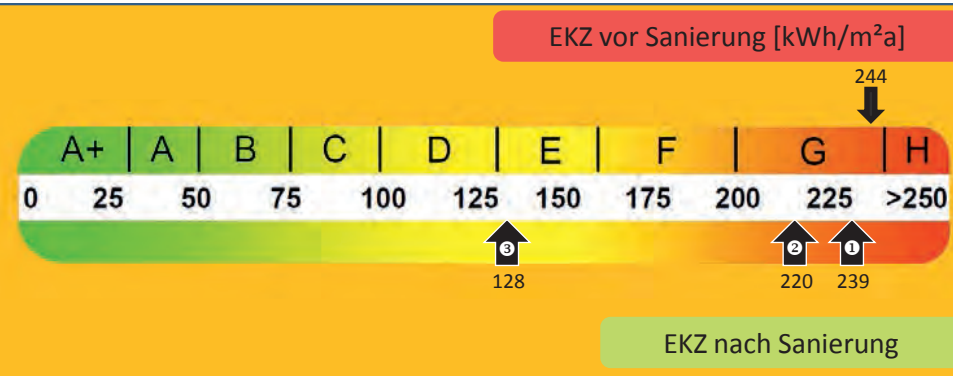 EKZ vor Sanierung [kWh/m²a]
244
A+ A B C D E F G H
0 25 50 75 100 125 150 175 200 225 >250
❸ ❷ ❶
128 220 239
EKZ nach Sanierung